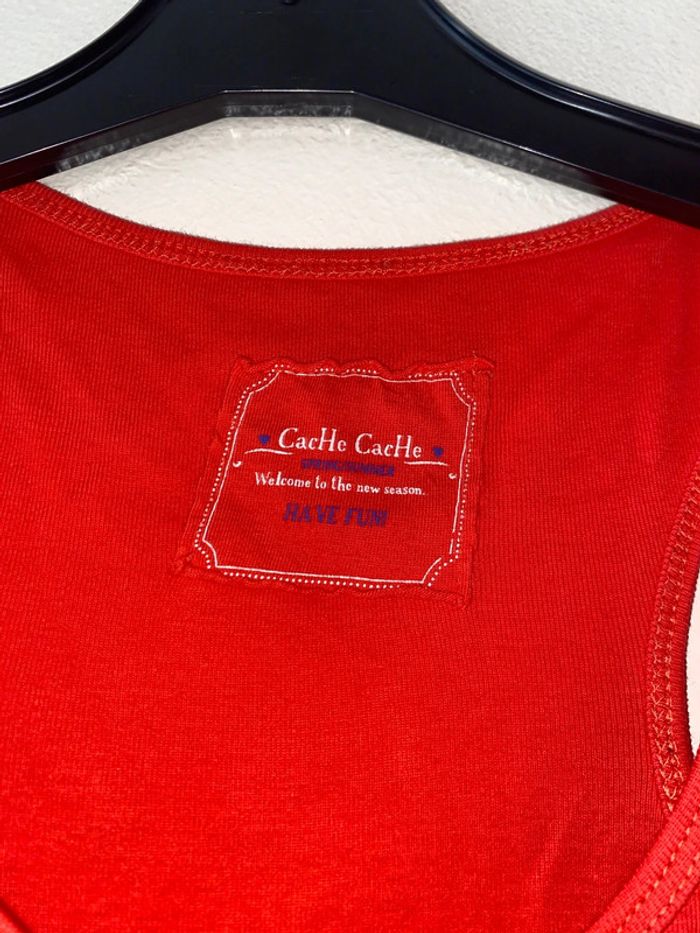 CacHe CacHe
SPRING/SUMMER
Welcome to the new season.
HAVE FUN!